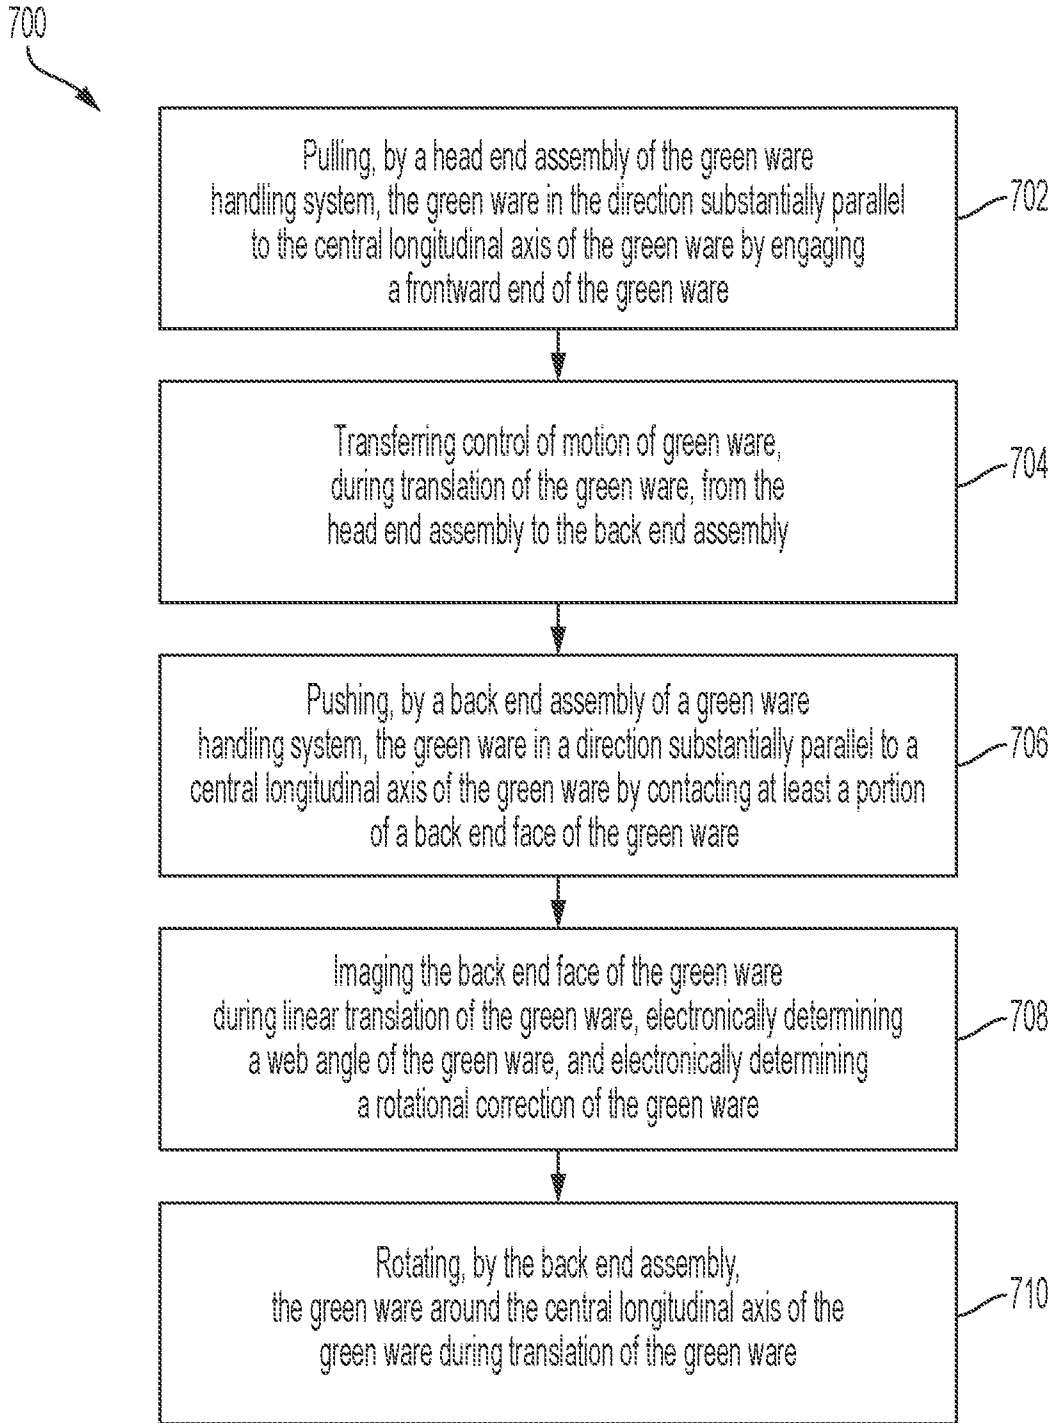 700
Pulling, by a head end assembly of the green ware
handling system, the green ware in the direction substantially parallel
to the central longitudinal axis of the green ware by engaging
a frontward end of the green ware
702
Transferring control of motion of green ware,
during translation of the green ware, from the
head end assembly to the back end assembly
704
Pushing, by a back end assembly of a green ware
handling system, the green ware in a direction substantially parallel to a
central longitudinal axis of the green ware by contacting at least a portion
of a back end face of the green ware
706
Imaging the back end face of the green ware
during linear translation of the green ware, electronically determining
a web angle of the green ware, and electronically determining
a rotational correction of the green ware
708
Rotating, by the back end assembly,
the green ware around the central longitudinal axis of the
green ware during translation of the green ware
710